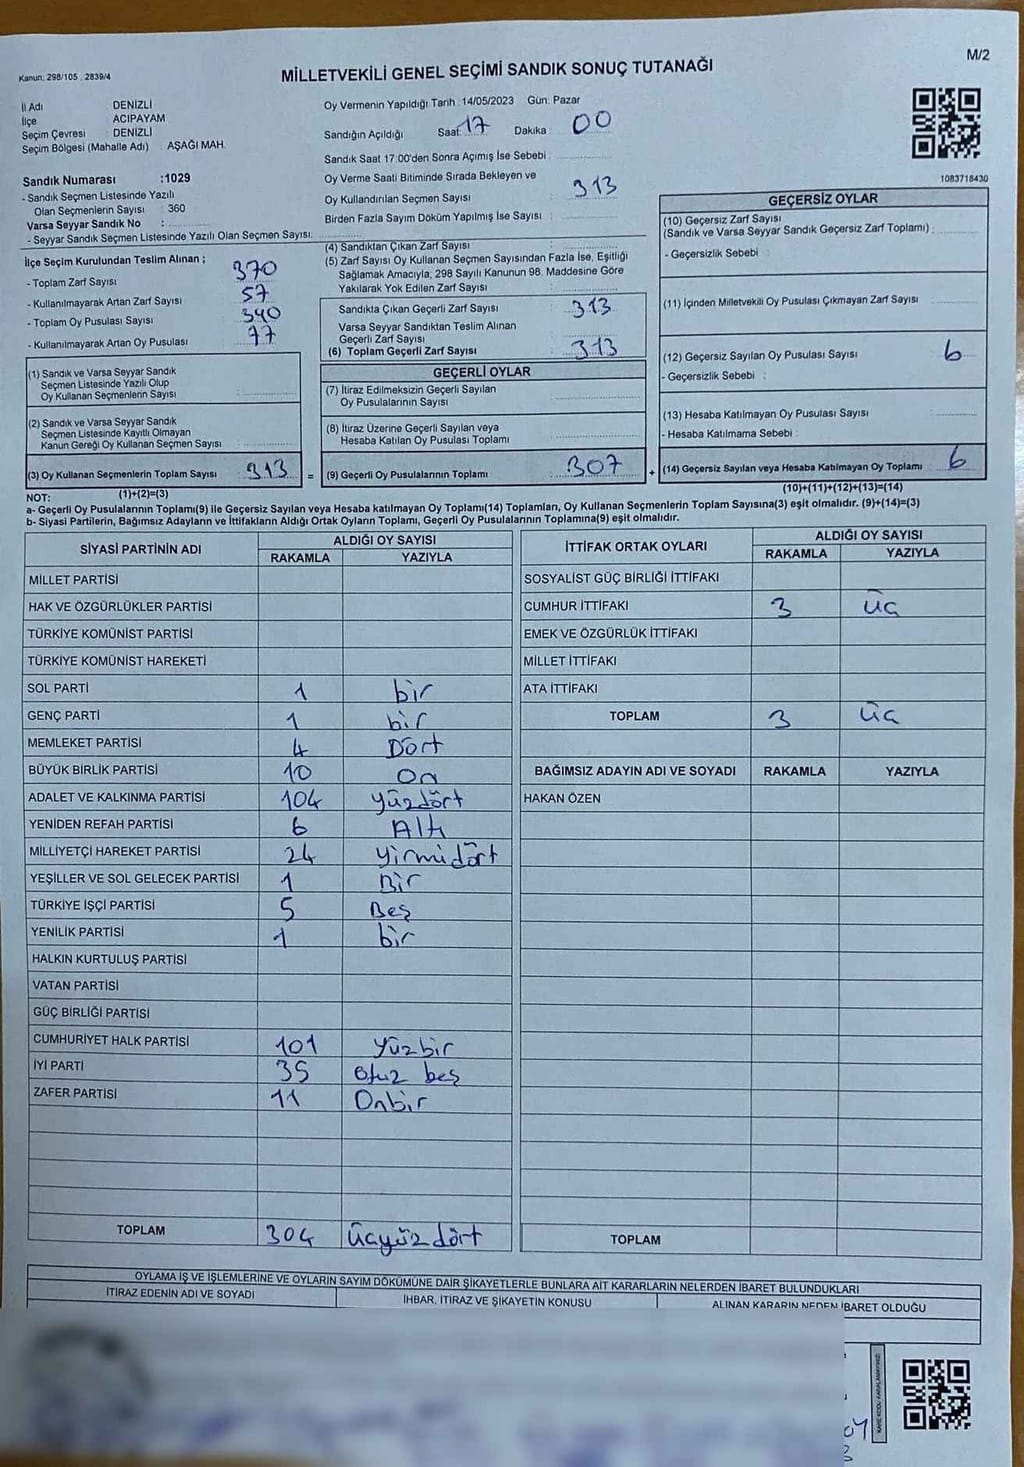 M/2
Kanun: 298/105 , 2839/4
MİLLETVEKİLİ GENEL SEÇİMİ SANDIK SONUÇ TUTANAĞI
İl Adı : DENİZLİ
İlçe : ACIPAYAM
Seçim Çevresi : DENİZLİ
Seçim Bölgesi (Mahalle Adı) : AŞAĞI MAH.
Sandık Numarası :1029
- Sandık Seçmen Listesinde Yazılı
Olan Seçmenlerin Sayısı : 360
Varsa Seyyar Sandık No :
- Seyyar Sandık Seçmen Listesinde Yazılı Olan Seçmen Sayısı:
Oy Vermenin Yapıldığı Tarih :14/05/2023 Gün: Pazar
Sandığın Açıldığı Saat: 17 Dakika : 00
Sandık Saat 17:00'den Sonra Açımış İse Sebebi :
Oy Verme Saati Bitiminde Sırada Bekleyen ve
Oy Kullandırılan Seçmen Sayısı : 313
Birden Fazla Sayım Döküm Yapılmış İse Sayısı :
1083718430
İlçe Seçim Kurulundan Teslim Alınan ;
- Toplam Zarf Sayısı : 370
- Kullanılmayarak Artan Zarf Sayısı : 57
- Toplam Oy Pusulası Sayısı : 390
- Kullanılmayarak Artan Oy Pusulası : 77
(1) Sandık ve Varsa Seyyar Sandık
Seçmen Listesinde Yazılı Olup
Oy Kullanan Seçmenlerin Sayısı :
(2) Sandık ve Varsa Seyyar Sandık
Seçmen Listesinde Kayıtlı Olmayan
Kanun Gereği Oy Kullanan Seçmen Sayısı :
(3) Oy Kullanan Seçmenlerin Toplam Sayısı : 313
(4) Sandıktan Çıkan Zarf Sayısı :
(5) Zarf Sayısı Oy Kullanan Seçmen Sayısından Fazla İse, Eşitliği
Sağlamak Amacıyla; 298 Sayılı Kanunun 98. Maddesine Göre
Yakılarak Yok Edilen Zarf Sayısı :
Sandıkta Çıkan Geçerli Zarf Sayısı : 313
Varsa Seyyar Sandıktan Teslim Alınan
Geçerli Zarf Sayısı :
(6) Toplam Geçerli Zarf Sayısı : 313
GEÇERLİ OYLAR
(7) İtiraz Edilmeksizin Geçerli Sayılan
Oy Pusulalarının Sayısı :
(8) İtiraz Üzerine Geçerli Sayılan veya
Hesaba Katılan Oy Pusulası Toplamı :
= (9) Geçerli Oy Pusulalarının Toplamı : 307
GEÇERSİZ OYLAR
(10) Geçersiz Zarf Sayısı
(Sandık ve Varsa Seyyar Sandık Geçersiz Zarf Toplamı) :
- Geçersizlik Sebebi :
(11) İçinden Milletvekili Oy Pusulası Çıkmayan Zarf Sayısı :
(12) Geçersiz Sayılan Oy Pusulası Sayısı : 6
- Geçersizlik Sebebi :
(13) Hesaba Katılmayan Oy Pusulası Sayısı :
- Hesaba Katılmama Sebebi :
+ (14) Geçersiz Sayılan veya Hesaba Katılmayan Oy Toplamı : 6
(1)+(2)=(3)
(10)+(11)+(12)+(13)=(14)
NOT:
a- Geçerli Oy Pusulalarının Toplamı(9) ile Geçersiz Sayılan veya Hesaba Katılmayan oy Toplamı(14) Toplamları, Oy Kullanan Seçmenlerin Toplam Sayısına(3) eşit olmalıdır. (9)+(14)=(3)
b- Siyasi Partilerin, Bağımsız Adayların ve İttifakların Aldığı Ortak Oyların Toplamı, Geçerli Oy Pusulalarının Toplamına(9) eşit olmalıdır.
SİYASİ PARTİNİN ADI ALDIĞI OY SAYISI
RAKAMLA YAZIYLA
MİLLET PARTİSİ
HAK VE ÖZGÜRLÜKLER PARTİSİ
TÜRKİYE KOMÜNİST PARTİSİ
TÜRKİYE KOMÜNİST HAREKETİ
SOL PARTİ 1 bir
GENÇ PARTİ 1 bir
MEMLEKET PARTİSİ 4 Dört
BÜYÜK BİRLİK PARTİSİ 10 On
ADALET VE KALKINMA PARTİSİ 104 yüzdört
YENİDEN REFAH PARTİSİ 6 Altı
MİLLİYETÇİ HAREKET PARTİSİ 24 yirmidört
YEŞİLLER VE SOL GELECEK PARTİSİ 1 Bir
TÜRKİYE İŞÇİ PARTİSİ 5 Beş
YENİLİK PARTİSİ 1 bir
HALKIN KURTULUŞ PARTİSİ
VATAN PARTİSİ
GÜÇ BİRLİĞİ PARTİSİ
CUMHURİYET HALK PARTİSİ 101 yüzbir
İYİ PARTİ 35 otuz beş
ZAFER PARTİSİ 11 Onbir
TOPLAM 304 üçyüzdört
İTTİFAK ORTAK OYLARI ALDIĞI OY SAYISI
RAKAMLA YAZIYLA
SOSYALİST GÜÇ BİRLİĞİ İTTİFAKI
CUMHUR İTTİFAKI 3 üç
EMEK VE ÖZGÜRLÜK İTTİFAKI
MİLLET İTTİFAKI
ATA İTTİFAKI
TOPLAM 3 üç
BAĞIMSIZ ADAYIN ADI VE SOYADI RAKAMLA YAZIYLA
HAKAN ÖZEN
TOPLAM
OYLAMA İŞ VE İŞLEMLERİNE VE OYLARIN SAYIM DÖKÜMÜNE DAİR ŞİKAYETLERLE BUNLARA AİT KARARLARIN NELERDEN İBARET BULUNDUKLARI
İTİRAZ EDENİN ADI VE SOYADI İHBAR, İTİRAZ VE ŞİKAYETİN KONUSU ALINAN KARARIN NEDEN İBARET OLDUĞU